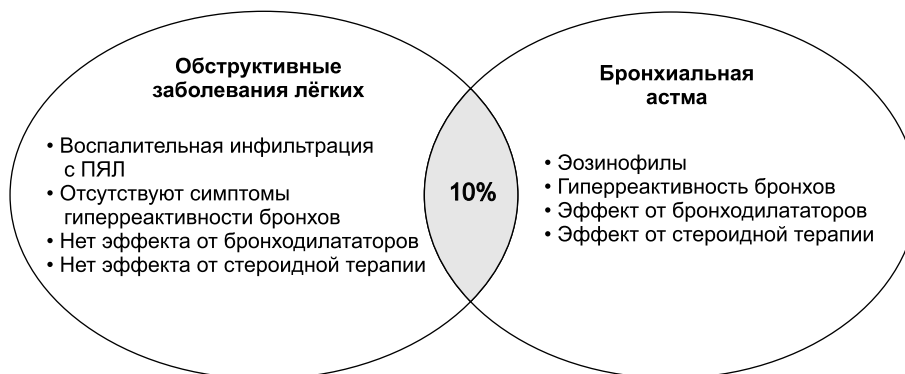 Обструктивные
заболевания лёгких
• Воспалительная инфильтрация
с ПЯЛ
• Отсутствуют симптомы
гиперреактивности бронхов
• Нет эффекта от бронходилататоров
• Нет эффекта от стероидной терапии
10%
Бронхиальная
астма
• Эозинофилы
• Гиперреактивность бронхов
• Эффект от бронходилататоров
• Эффект от стероидной терапии